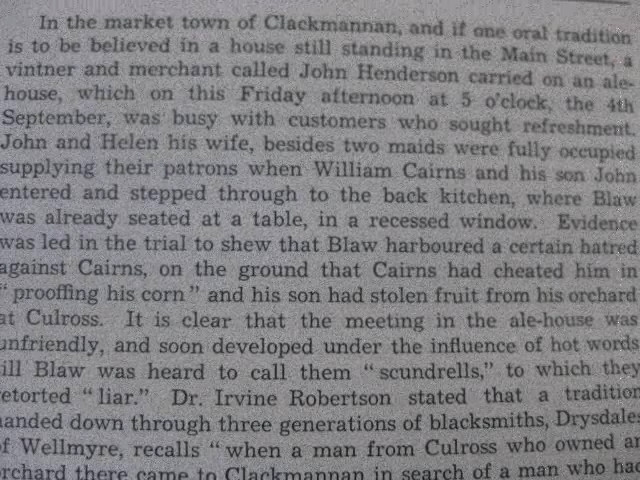 In the market town of Clackmannan, and if one oral tradition
is to be believed in a house still standing in the Main Street, a
vintner and merchant called John Henderson carried on an ale-
house, which on this Friday afternoon at 5 o'clock, the 4th
September, was busy with customers who sought refreshment.
John and Helen his wife, besides two maids were fully occupied
supplying their patrons when William Cairns and his son John
entered and stepped through to the back kitchen, where Blaw
was already seated at a table, in a recessed window. Evidence
was led in the trial to shew that Blaw harboured a certain hatred
against Cairns, on the ground that Cairns had cheated him in
" prooffing his corn " and his son had stolen fruit from his orchard
at Culross. It is clear that the meeting in the ale-house was
unfriendly, and soon developed under the influence of hot words
ill Blaw was heard to call them " scundrells," to which they
retorted " liar." Dr. Irvine Robertson stated that a tradition
anded down through three generations of blacksmiths, Drysdales
of Wellmyre, recalls " when a man from Culross who owned an
orchard there came to Clackmannan in search of a man who had